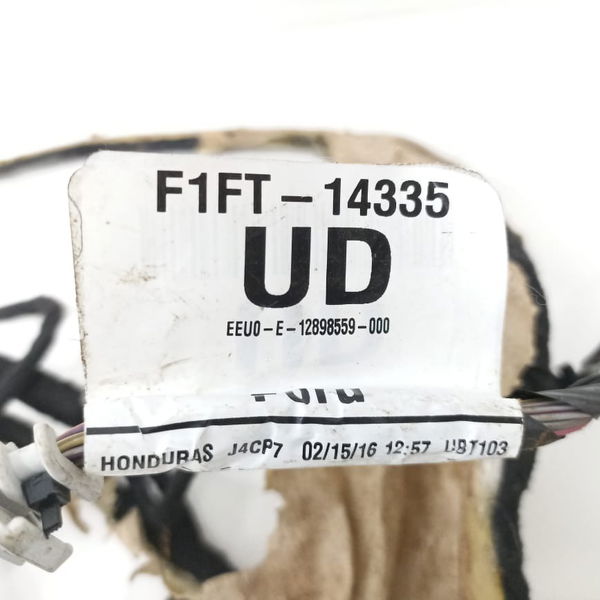 F1FT-14335
UD
EEU0-E-12898559-000
Ford
HONDURAS J4CP7 02/15/16 12:57 UBT103